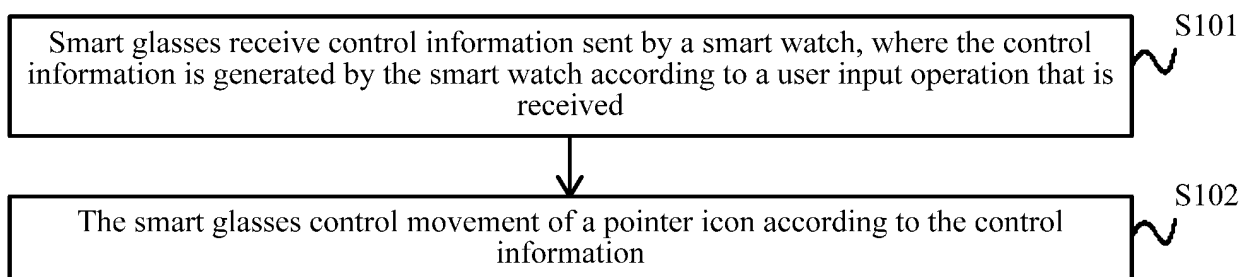 S101
Smart glasses receive control information sent by a smart watch, where the control
information is generated by the smart watch according to a user input operation that is
received
S102
The smart glasses control movement of a pointer icon according to the control
information